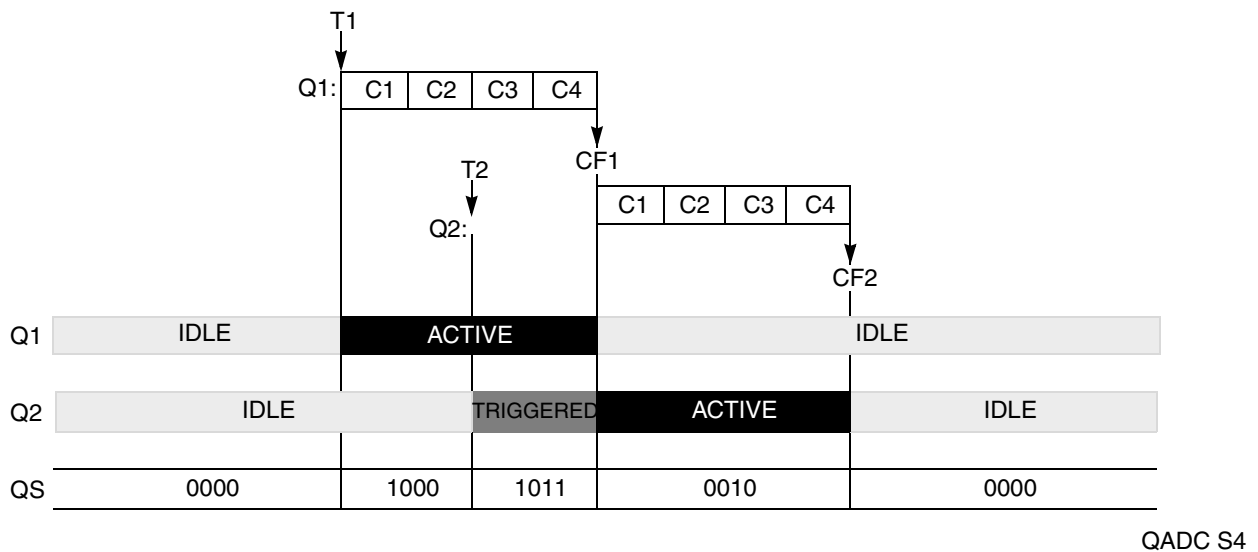 T1
Q1: C1 C2 C3 C4
CF1
T2
C1 C2 C3 C4
Q2:
CF2
Q1 IDLE ACTIVE IDLE
Q2 IDLE TRIGGERED ACTIVE IDLE
QS 0000 1000 1011 0010 0000
QADC S4